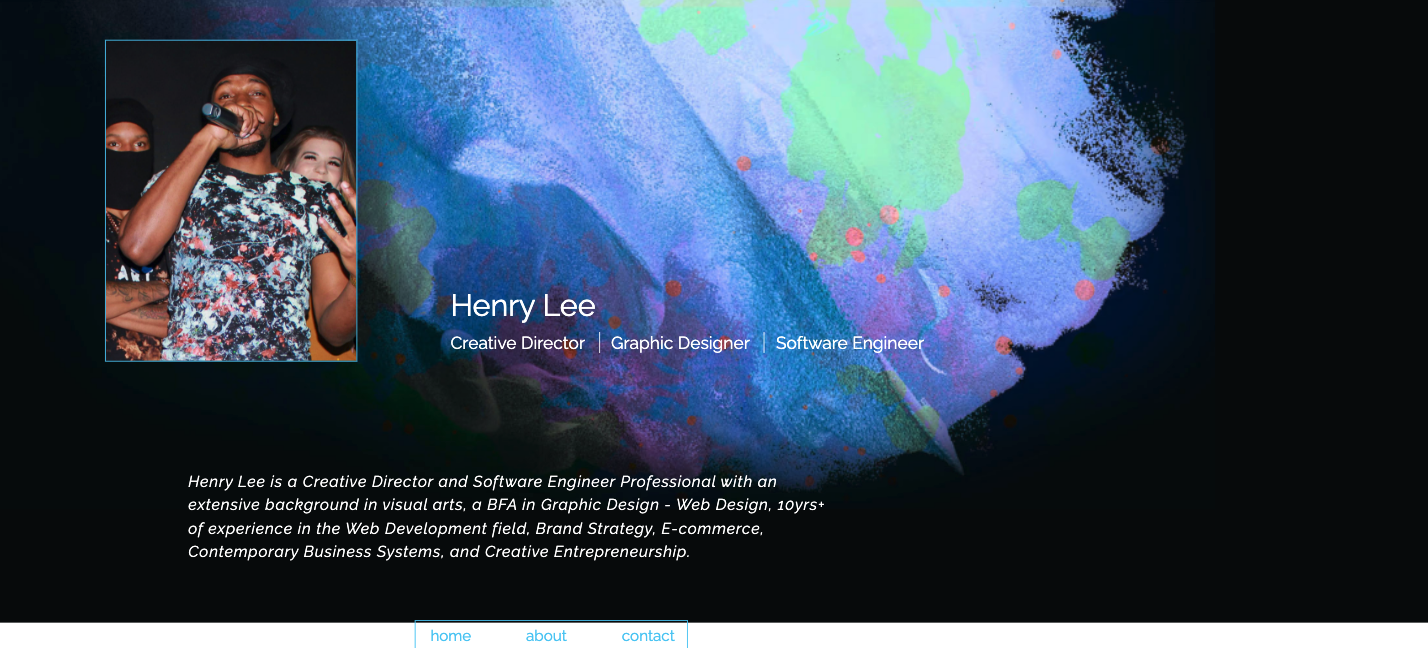 Henry Lee
Creative Director | Graphic Designer | Software Engineer
Henry Lee is a Creative Director and Software Engineer Professional with an
extensive background in visual arts, a BFA in Graphic Design - Web Design, 10yrs+
of experience in the Web Development field, Brand Strategy, E-commerce,
Contemporary Business Systems, and Creative Entrepreneurship.
home about contact